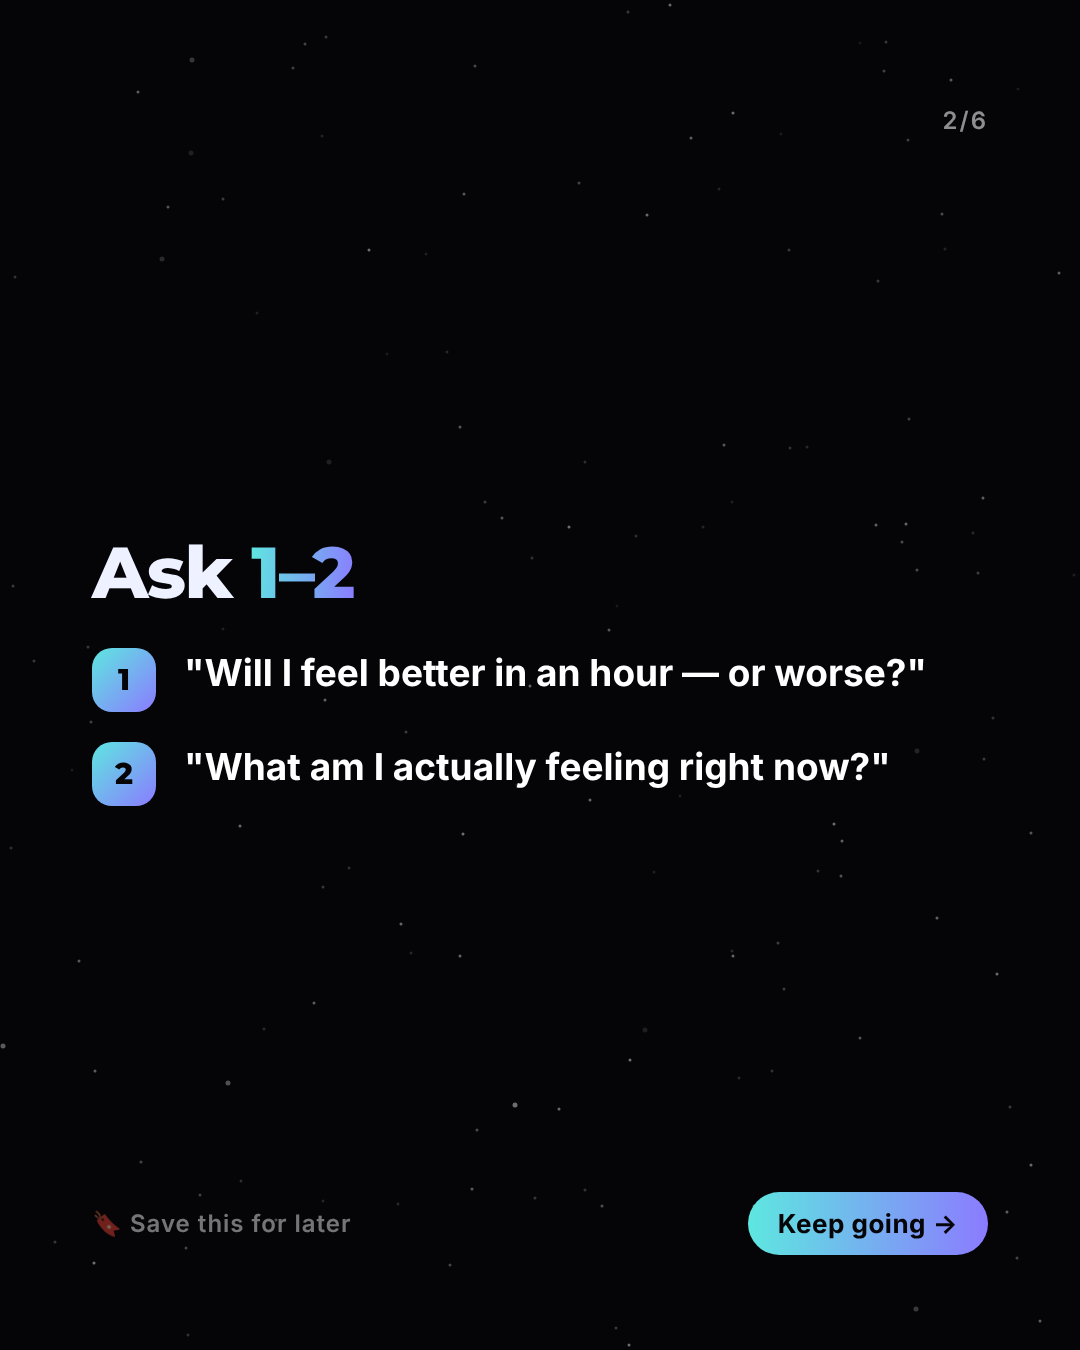 2/6
Ask 1–2
1 "Will I feel better in an hour — or worse?"
2 "What am I actually feeling right now?"
🔖 Save this for later
Keep going →